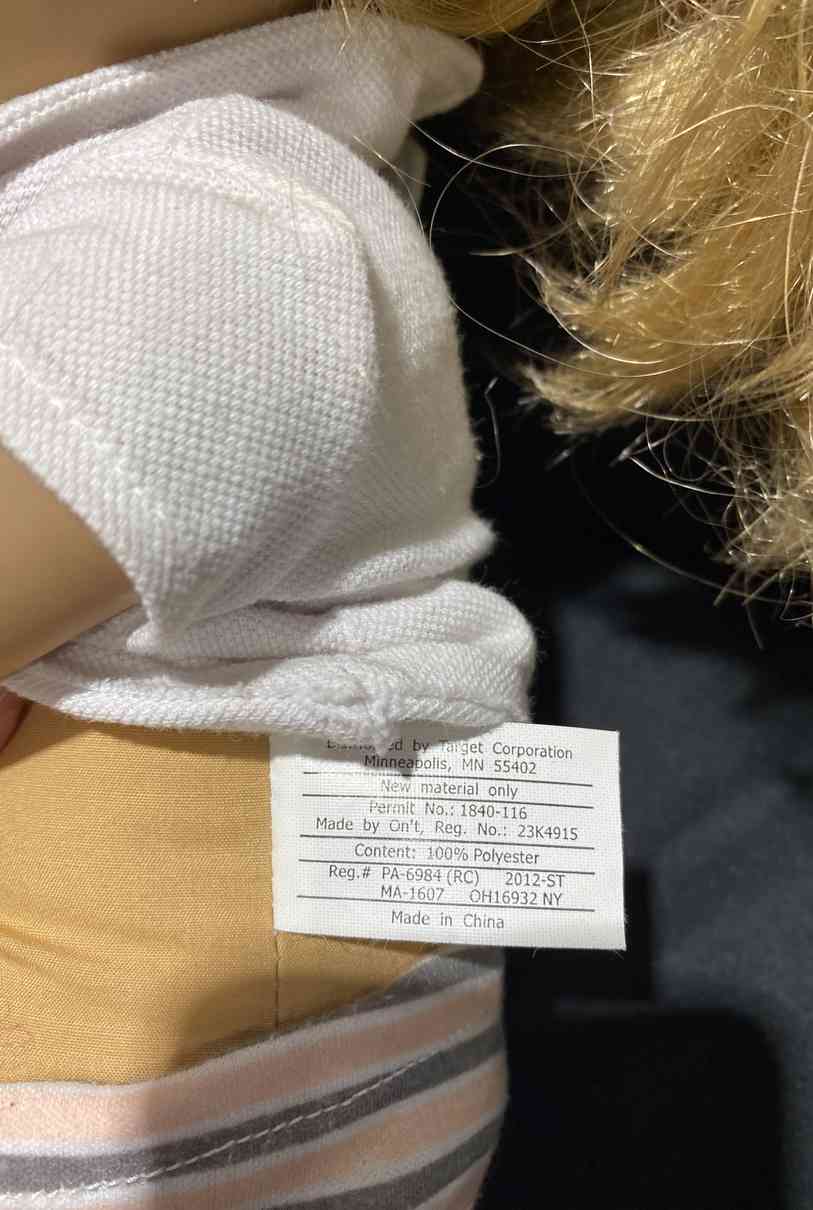 by Target Corporation
Minneapolis, MN 55402
New material only
Permit No.: 1840-116
Made by On't, Reg. No.: 23K4915
Content: 100% Polyester
Reg.# PA-6984 (RC) 2012-ST
MA-1607 OH16932 NY
Made in China